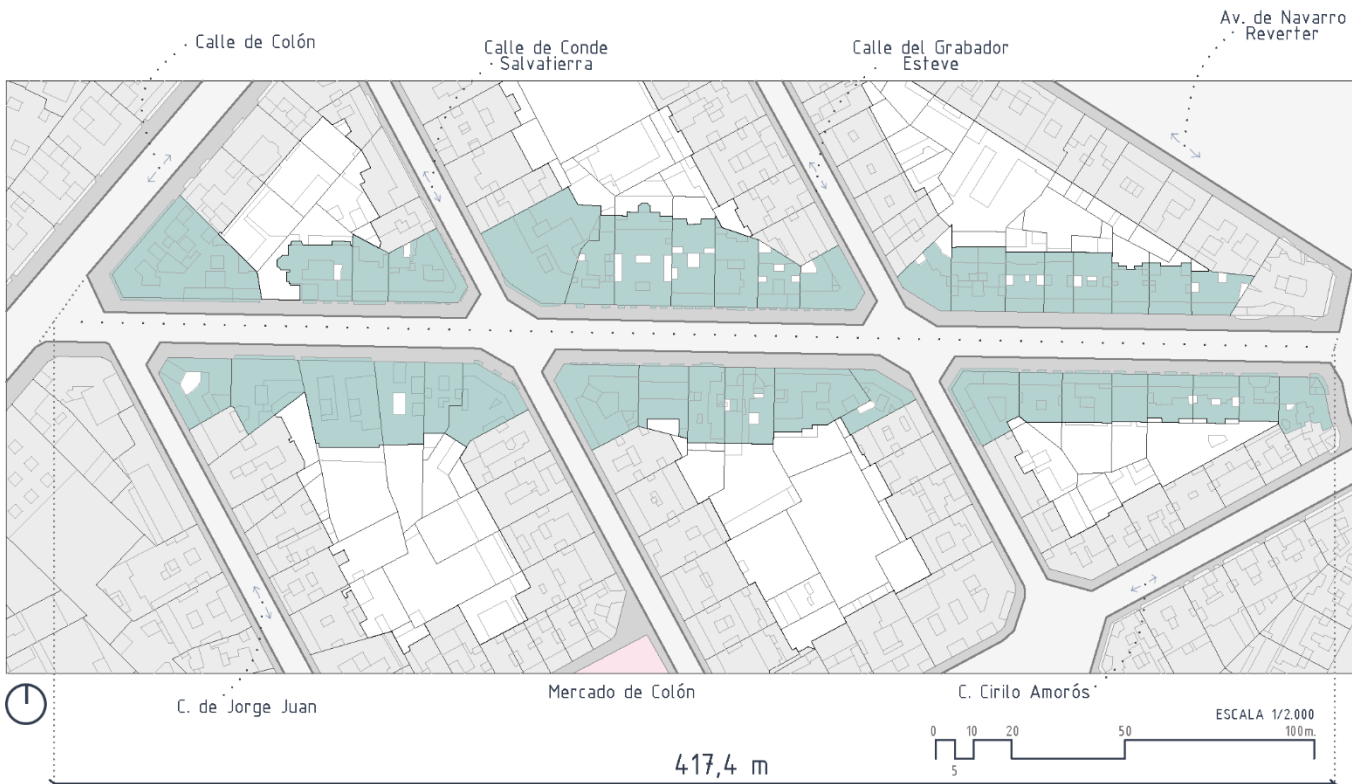 Av. de Navarro
Reverter
Calle de Colón
Calle de Conde
Salvatierra
Calle del Grabador
Esteve
C. de Jorge Juan
Mercado de Colón
C. Cirilo Amorós
ESCALA 1/2.000
0 10 20 50 100m.
5
417,4 m